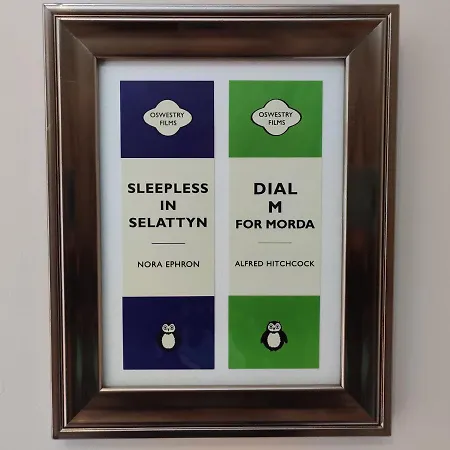 OSWESTRY
FILMS
SLEEPLESS
IN
SELATTYN
NORA EPHRON
OSWESTRY
FILMS
DIAL
M
FOR MORDA
ALFRED HITCHCOCK